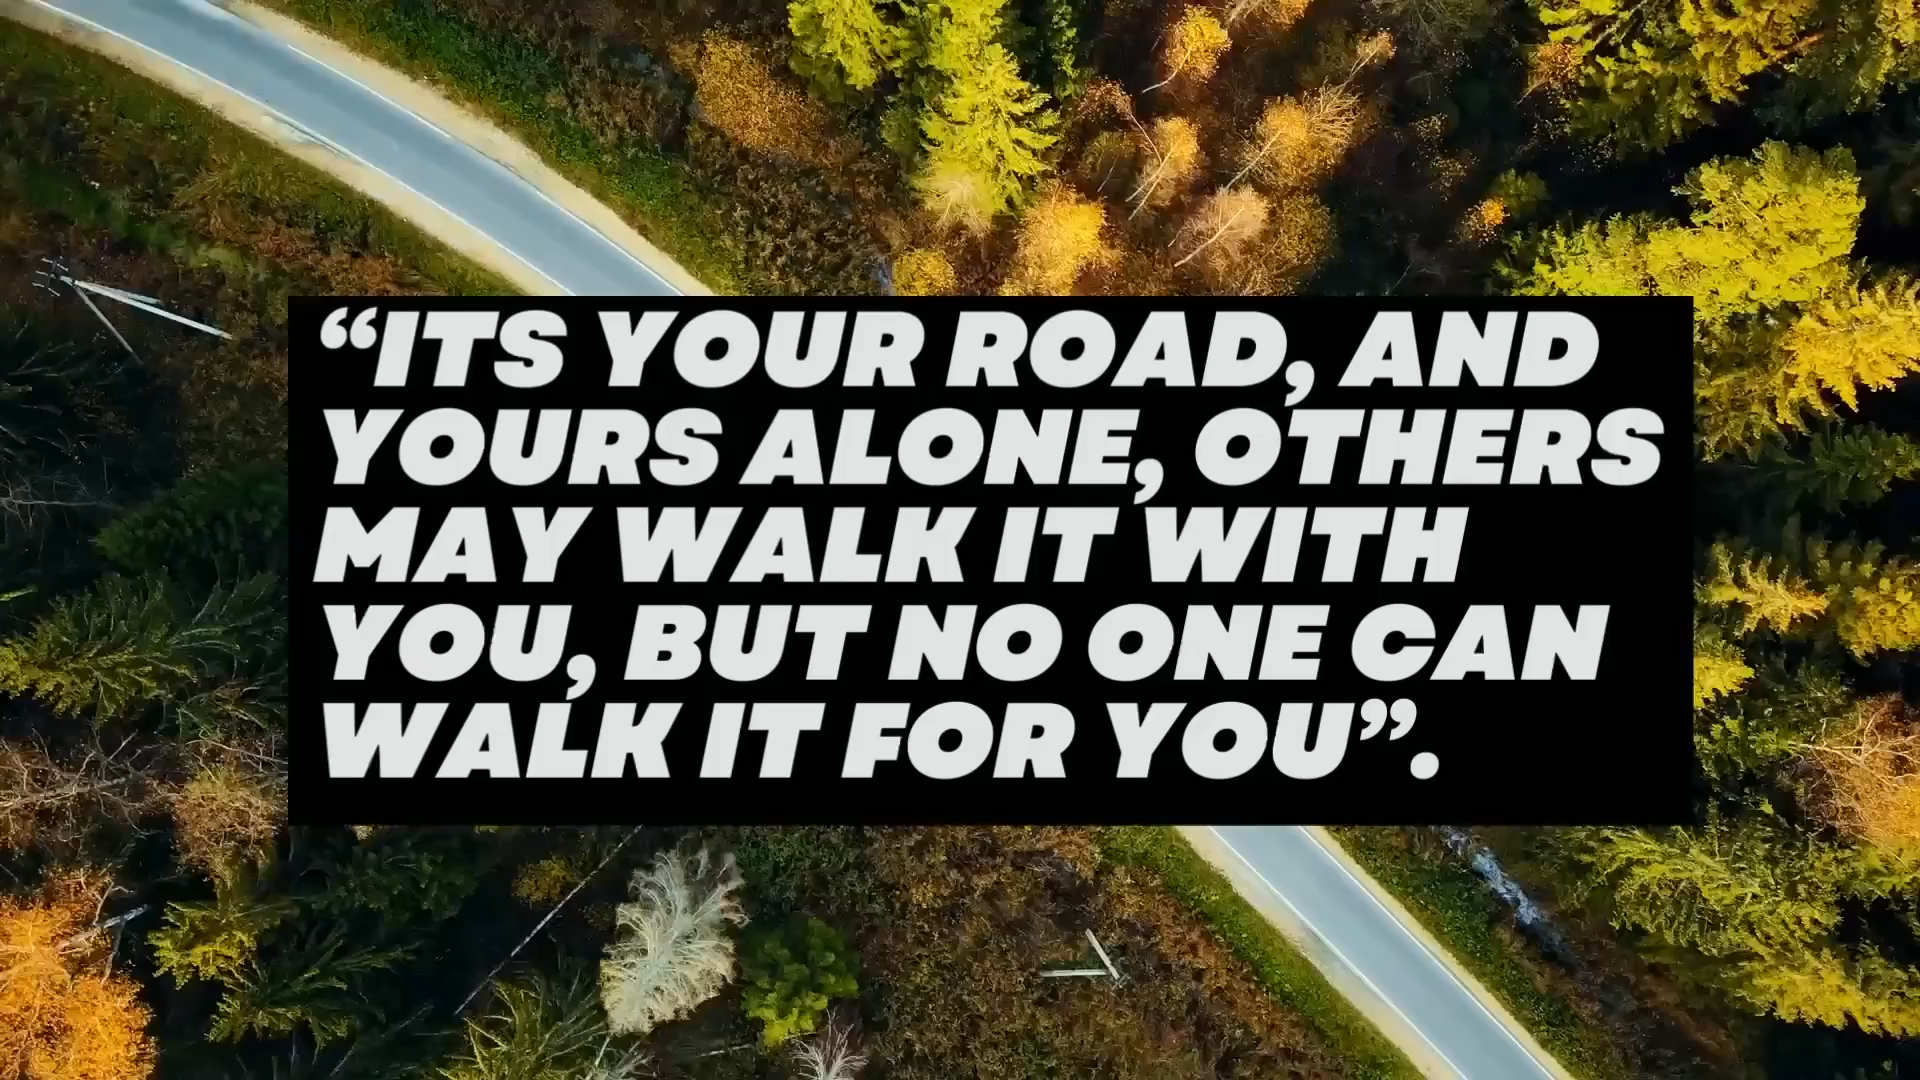 “ITS YOUR ROAD, AND
YOURS ALONE, OTHERS
MAY WALK IT WITH
YOU, BUT NO ONE CAN
WALK IT FOR YOU”.